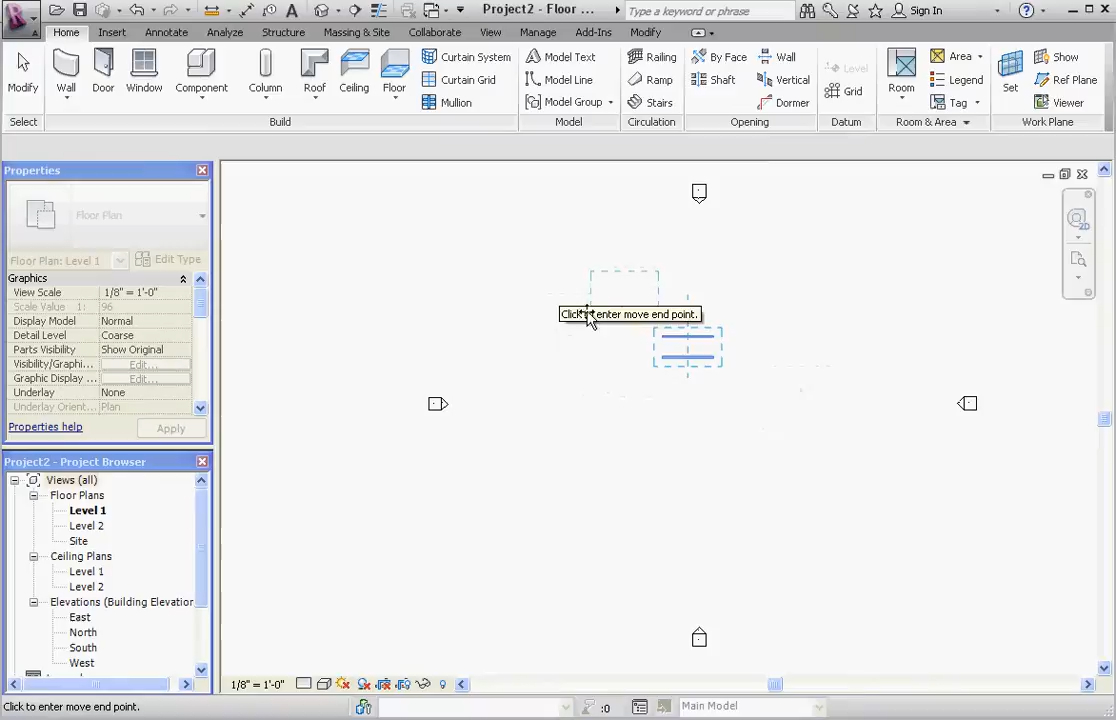 Project2 - Floor ...
Type a keyword or phrase
Sign In
Home Insert Annotate Analyze Structure Massing & Site Collaborate View Manage Add-Ins Modify
Modify Wall Door Window Component Column Roof Ceiling Floor
Curtain System
Curtain Grid
Mullion
Model Text
Model Line
Model Group
Railing
Ramp
Stairs
By Face
Shaft
Wall
Vertical
Dormer
Level
Grid
Room
Area
Legend
Tag
Set
Show
Ref Plane
Viewer
Select Build Model Circulation Opening Datum Room & Area Work Plane
Properties
Floor Plan
Floor Plan: Level 1 Edit Type
Graphics
View Scale 1/8" = 1'-0"
Scale Value 1: 96
Display Model Normal
Detail Level Coarse
Parts Visibility Show Original
Visibility/Graphi... Edit...
Graphic Display ... Edit...
Underlay None
Underlay Orient... Plan
Properties help Apply
Project2 - Project Browser
Views (all)
Floor Plans
Level 1
Level 2
Site
Ceiling Plans
Level 1
Level 2
Elevations (Building Elevation
East
North
South
West
2D
1/8" = 1'-0"
Click to enter move end point.
:0
Main Model